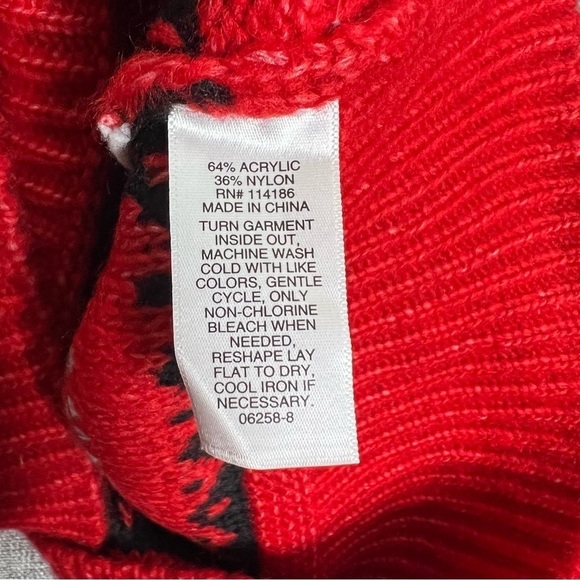 64% ACRYLIC
36% NYLON
RN# 114186
MADE IN CHINA
TURN GARMENT
INSIDE OUT,
MACHINE WASH
COLD WITH LIKE
COLORS, GENTLE
CYCLE, ONLY
NON-CHLORINE
BLEACH WHEN
NEEDED,
RESHAPE LAY
FLAT TO DRY,
COOL IRON IF
NECESSARY.
06258-8